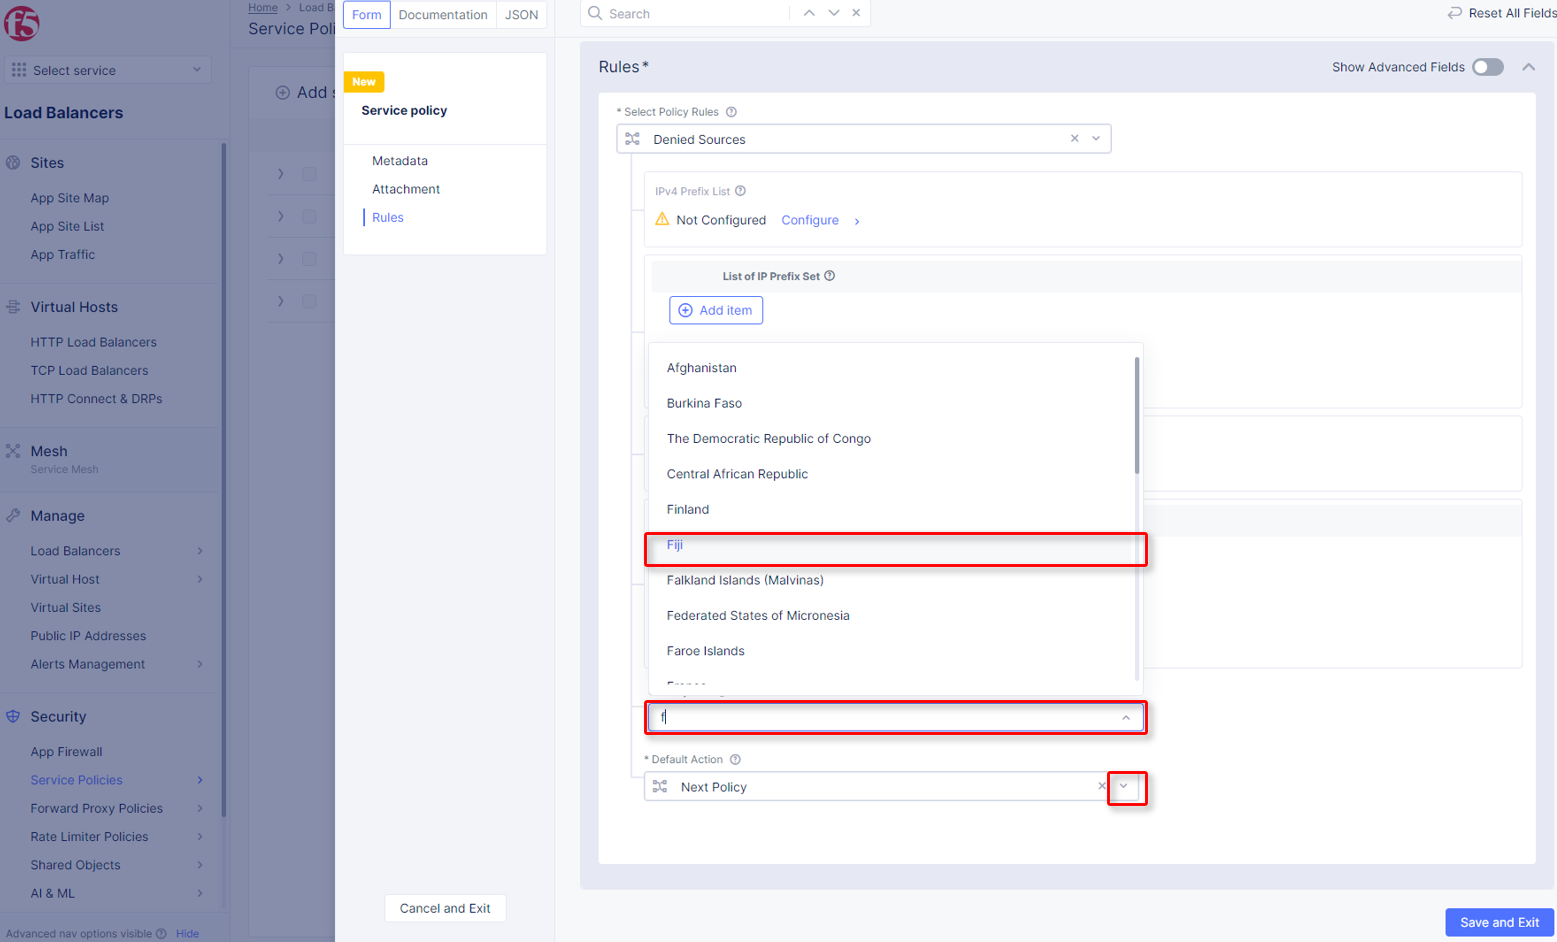 f5
Select service
Load Balancers
Sites
App Site Map
App Site List
App Traffic
Virtual Hosts
HTTP Load Balancers
TCP Load Balancers
HTTP Connect & DRPs
Mesh
Service Mesh
Manage
Load Balancers
Virtual Host
Virtual Sites
Public IP Addresses
Alerts Management
Security
App Firewall
Service Policies
Forward Proxy Policies
Rate Limiter Policies
Shared Objects
AI & ML
Advanced nav options visible
Hide
Home > Load B
Service Poli
Add s
Form
Documentation
JSON
New
Service policy
Metadata
Attachment
Rules
Cancel and Exit
Search
Reset All Fields
Rules*
Show Advanced Fields
* Select Policy Rules
Denied Sources
IPv4 Prefix List
Not Configured
Configure
List of IP Prefix Set
Add item
Afghanistan
Burkina Faso
The Democratic Republic of Congo
Central African Republic
Finland
Fiji
Falkland Islands (Malvinas)
Federated States of Micronesia
Faroe Islands
f
* Default Action
Next Policy
Save and Exit